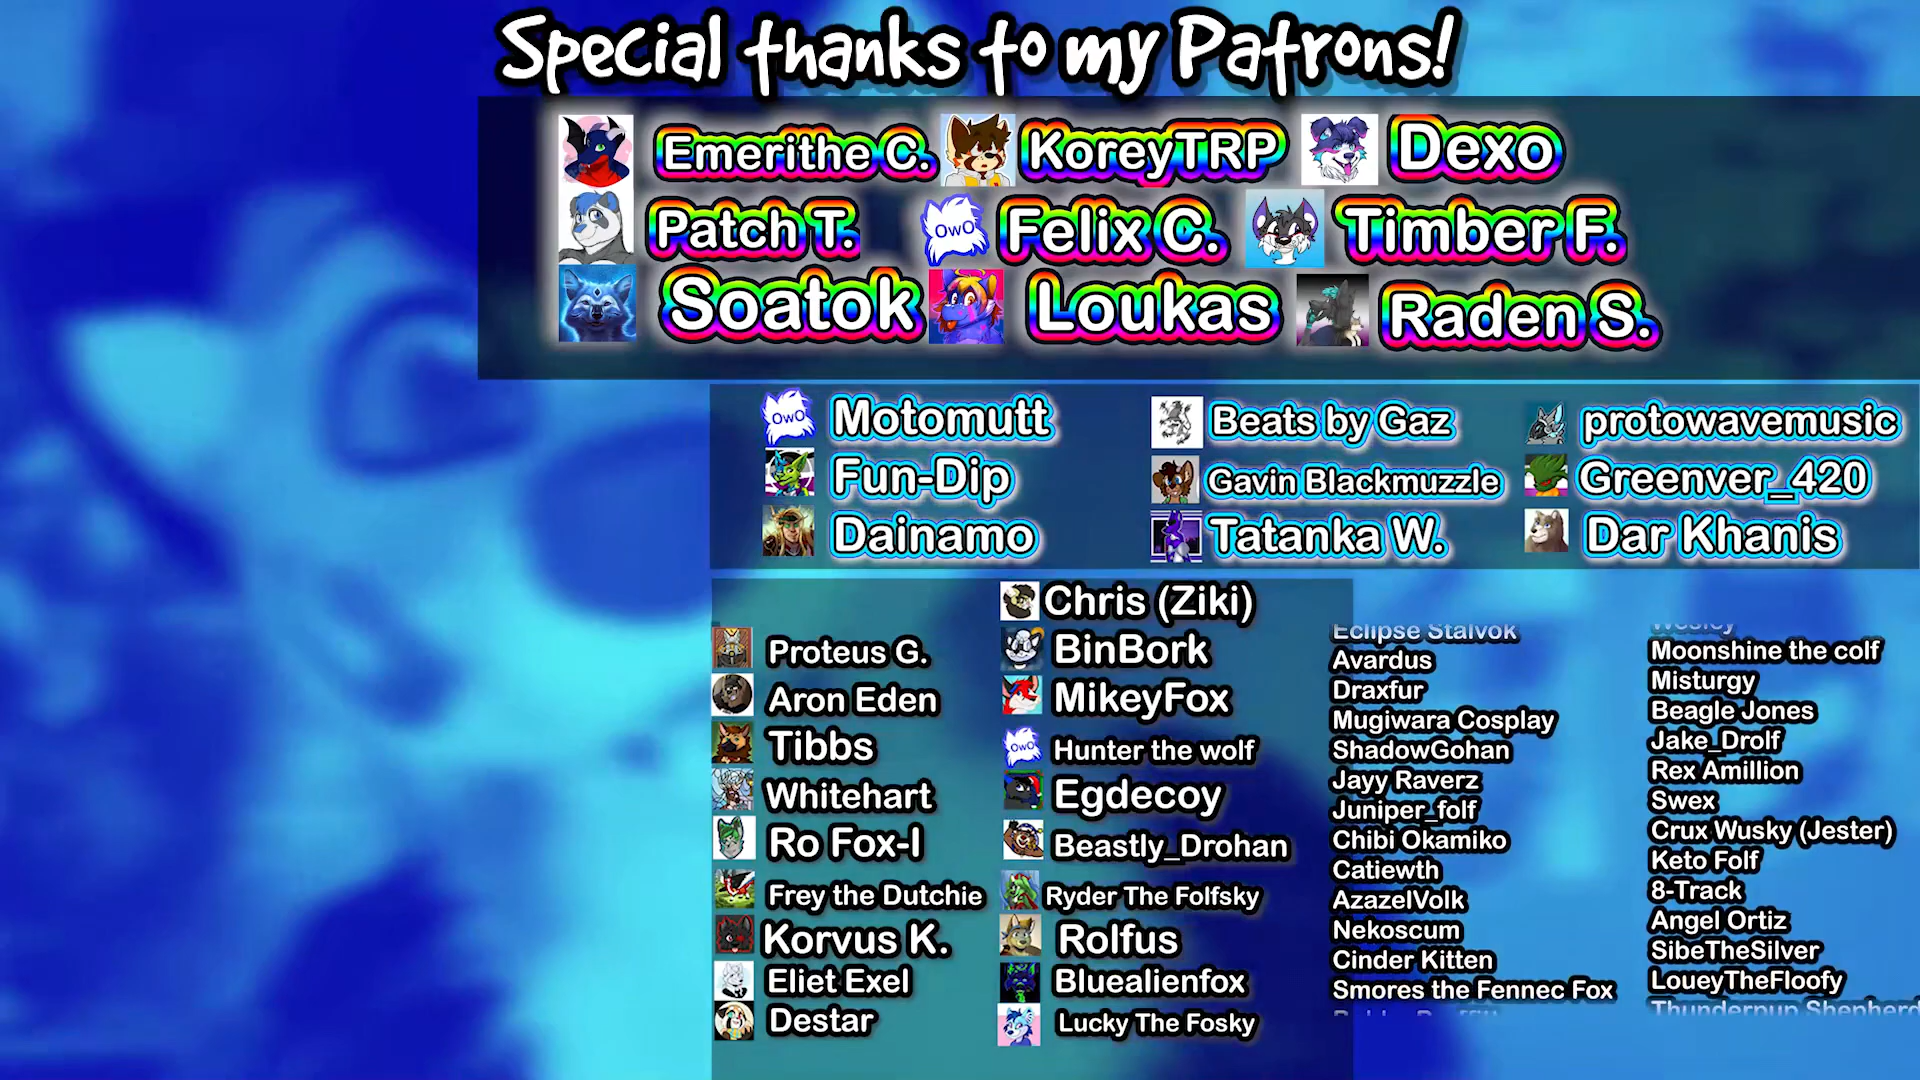 Special thanks to my Patrons!
Emerithe C. KoreyTRP Dexo
Patch T. OwO Felix C. Timber F.
Soatok Loukas Raden S.
OwO Motomutt Beats by Gaz protowavemusic
Fun-Dip Gavin Blackmuzzle Greenver_420
Dainamo Tatanka W. Dar Khanis
Proteus G.
Aron Eden
Tibbs
Whitehart
Ro Fox-I
Frey the Dutchie
Korvus K.
Eliet Exel
Destar
Chris (Ziki)
BinBork
MikeyFox
OwO Hunter the wolf
Egdecoy
Beastly_Drohan
Ryder The Folfsky
Rolfus
Bluealienfox
Lucky The Fosky
Eclipse Stalvok
Avardus
Draxfur
Mugiwara Cosplay
ShadowGohan
Jayy Raverz
Juniper_folf
Chibi Okamiko
Catiewth
AzazelVolk
Nekoscum
Cinder Kitten
Smores the Fennec Fox
Wesley
Moonshine the colf
Misturgy
Beagle Jones
Jake_Drolf
Rex Amillion
Swex
Crux Wusky (Jester)
Keto Folf
8-Track
Angel Ortiz
SibeTheSilver
LoueyTheFloofy
Thunderpup Shepherd